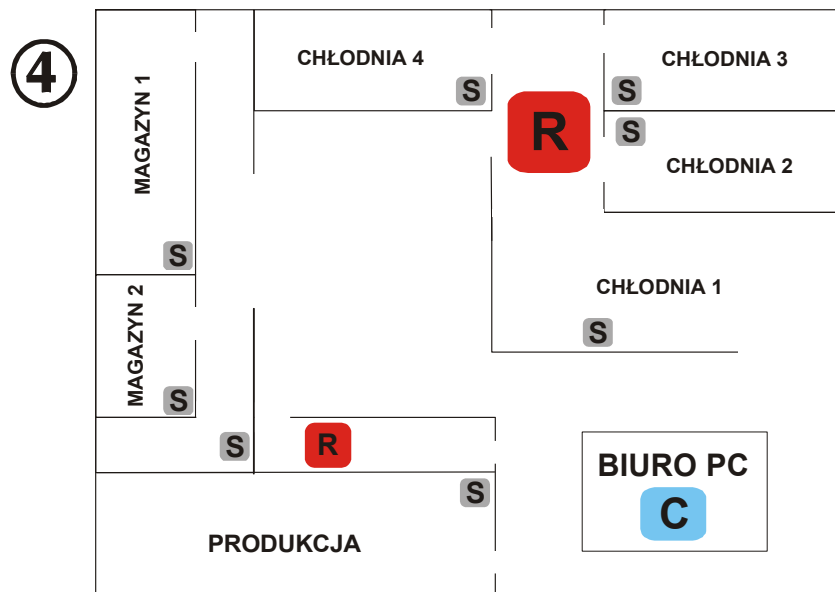 4
MAGAZYN 1
CHŁODNIA 4
CHŁODNIA 3
S
S
R
S
CHŁODNIA 2
S
MAGAZYN 2
CHŁODNIA 1
S
S
S
R
BIURO PC
S
C
PRODUKCJA